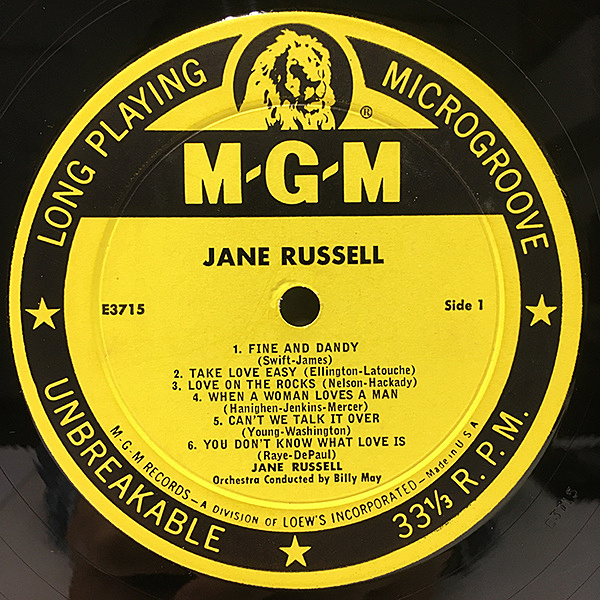 LONG PLAYING
MICROGROOVE
®
M-G-M
JANE RUSSELL
E3715
Side 1
1. FINE AND DANDY
(Swift-James)
2. TAKE LOVE EASY (Ellington-Latouche)
3. LOVE ON THE ROCKS (Nelson-Hackady)
4. WHEN A WOMAN LOVES A MAN
(Hanighen-Jenkins-Mercer)
5. CAN'T WE TALK IT OVER
(Young-Washington)
6. YOU DON'T KNOW WHAT LOVE IS
(Raye-DePaul)
JANE RUSSELL
Orchestra Conducted by Billy May
M-G-M RECORDS—A DIVISION OF LOEW'S INCORPORATED—Made in U S A
UNBREAKABLE
33⅓ R. P. M.